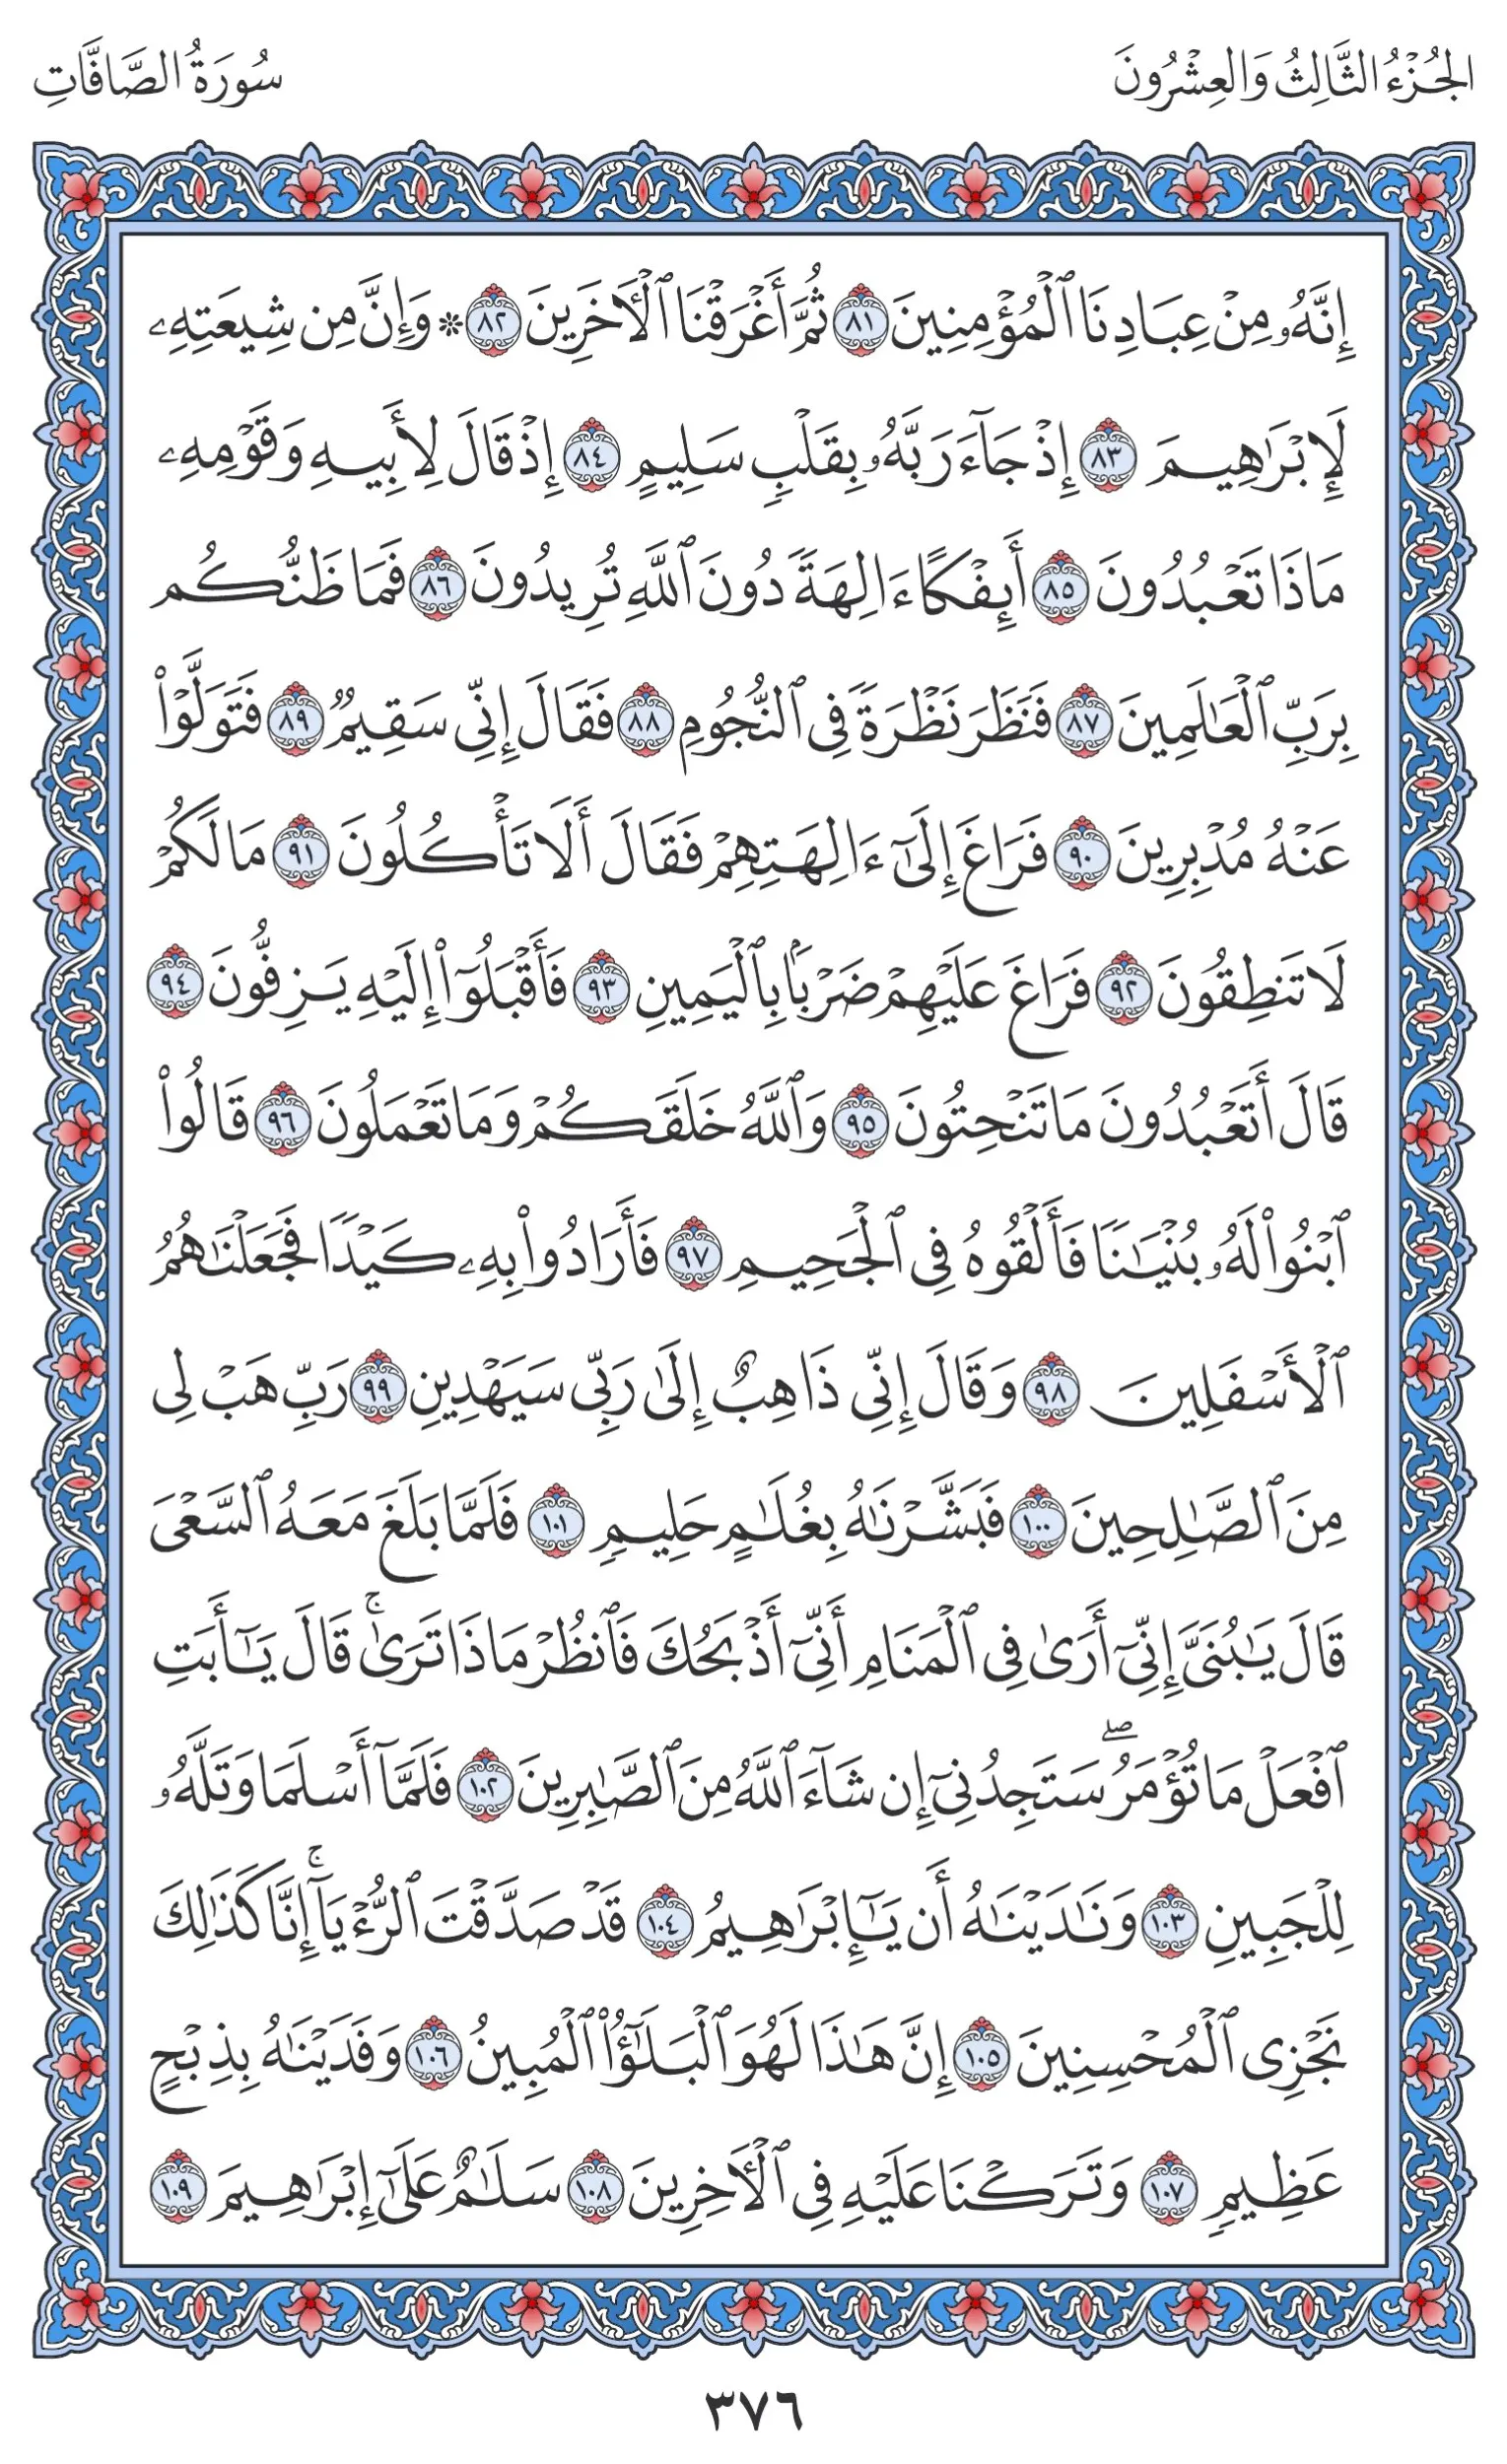 الجُزْءُ الثَّالِثُ وَالعِشْرُونَ
سُورَةُ الصَّافَّاتِ
إِنَّهُۥ مِنْ عِبَادِنَا ٱلْمُؤْمِنِينَ ٨١ ثُمَّ أَغْرَقْنَا ٱلْأٓخَرِينَ ٨٢ ۞ وَإِنَّ مِن شِيعَتِهِۦ
لَإِبْرَٰهِيمَ ٨٣ إِذْ جَآءَ رَبَّهُۥ بِقَلْبٍ سَلِيمٍ ٨٤ إِذْ قَالَ لِأَبِيهِ وَقَوْمِهِۦ
مَاذَا تَعْبُدُونَ ٨٥ أَئِفْكًا ءَالِهَةً دُونَ ٱللَّهِ تُرِيدُونَ ٨٦ فَمَا ظَنُّكُم
بِرَبِّ ٱلْعَٰلَمِينَ ٨٧ فَنَظَرَ نَظْرَةً فِى ٱلنُّجُومِ ٨٨ فَقَالَ إِنِّى سَقِيمٌ ٨٩ فَتَوَلَّوْا۟
عَنْهُ مُدْبِرِينَ ٩٠ فَرَاغَ إِلَىٰٓ ءَالِهَتِهِمْ فَقَالَ أَلَا تَأْكُلُونَ ٩١ مَا لَكُمْ
لَا تَنطِقُونَ ٩٢ فَرَاغَ عَلَيْهِمْ ضَرْبًۢا بِٱلْيَمِينِ ٩٣ فَأَقْبَلُوٓا۟ إِلَيْهِ يَزِفُّونَ ٩٤
قَالَ أَتَعْبُدُونَ مَا تَنْحِتُونَ ٩٥ وَٱللَّهُ خَلَقَكُمْ وَمَا تَعْمَلُونَ ٩٦ قَالُوا۟
ٱبْنُوا۟ لَهُۥ بُنْيَٰنًا فَأَلْقُوهُ فِى ٱلْجَحِيمِ ٩٧ فَأَرَادُوا۟ بِهِۦ كَيْدًا فَجَعَلْنَٰهُمُ
ٱلْأَسْفَلِينَ ٩٨ وَقَالَ إِنِّى ذَاهِبٌ إِلَىٰ رَبِّى سَيَهْدِينِ ٩٩ رَبِّ هَبْ لِى
مِنَ ٱلصَّٰلِحِينَ ١٠٠ فَبَشَّرْنَٰهُ بِغُلَٰمٍ حَلِيمٍ ١٠١ فَلَمَّا بَلَغَ مَعَهُ ٱلسَّعْىَ
قَالَ يَٰبُنَىَّ إِنِّىٓ أَرَىٰ فِى ٱلْمَنَامِ أَنِّىٓ أَذْبَحُكَ فَٱنظُرْ مَاذَا تَرَىٰۚ قَالَ يَٰٓأَبَتِ
ٱفْعَلْ مَا تُؤْمَرُۖ سَتَجِدُنِىٓ إِن شَآءَ ٱللَّهُ مِنَ ٱلصَّٰبِرِينَ ١٠٢ فَلَمَّآ أَسْلَمَا وَتَلَّهُۥ
لِلْجَبِينِ ١٠٣ وَنَٰدَيْنَٰهُ أَن يَٰٓإِبْرَٰهِيمُ ١٠٤ قَدْ صَدَّقْتَ ٱلرُّءْيَآۚ إِنَّا كَذَٰلِكَ
نَجْزِى ٱلْمُحْسِنِينَ ١٠٥ إِنَّ هَٰذَا لَهُوَ ٱلْبَلَٰٓؤُا۟ ٱلْمُبِينُ ١٠٦ وَفَدَيْنَٰهُ بِذِبْحٍ
عَظِيمٍ ١٠٧ وَتَرَكْنَا عَلَيْهِ فِى ٱلْأٓخِرِينَ ١٠٨ سَلَٰمٌ عَلَىٰٓ إِبْرَٰهِيمَ ١٠٩
٣٧٦